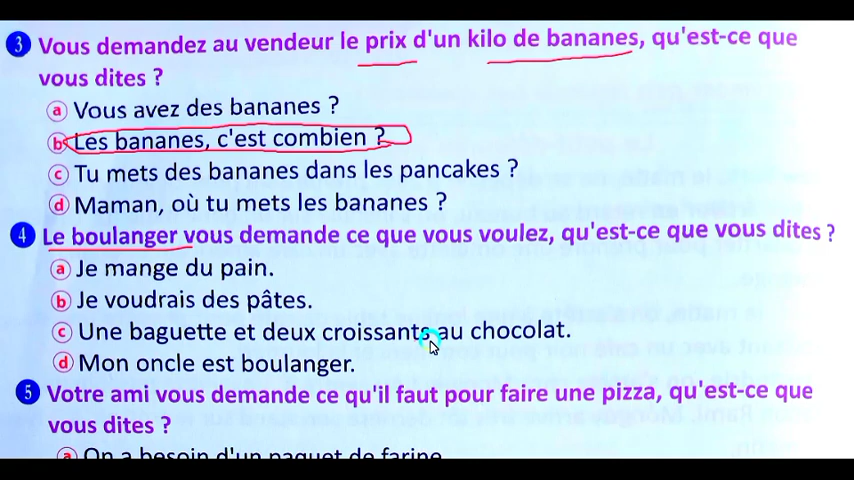 3 Vous demandez au vendeur le prix d'un kilo de bananes, qu'est-ce que
vous dites ?
a Vous avez des bananes ?
b Les bananes, c'est combien ?
c Tu mets des bananes dans les pancakes ?
d Maman, où tu mets les bananes ?
4 Le boulanger vous demande ce que vous voulez, qu'est-ce que vous dites ?
a Je mange du pain.
b Je voudrais des pâtes.
c Une baguette et deux croissants au chocolat.
d Mon oncle est boulanger.
5 Votre ami vous demande ce qu'il faut pour faire une pizza, qu'est-ce que
vous dites ?
a On a besoin d'un paquet de farine